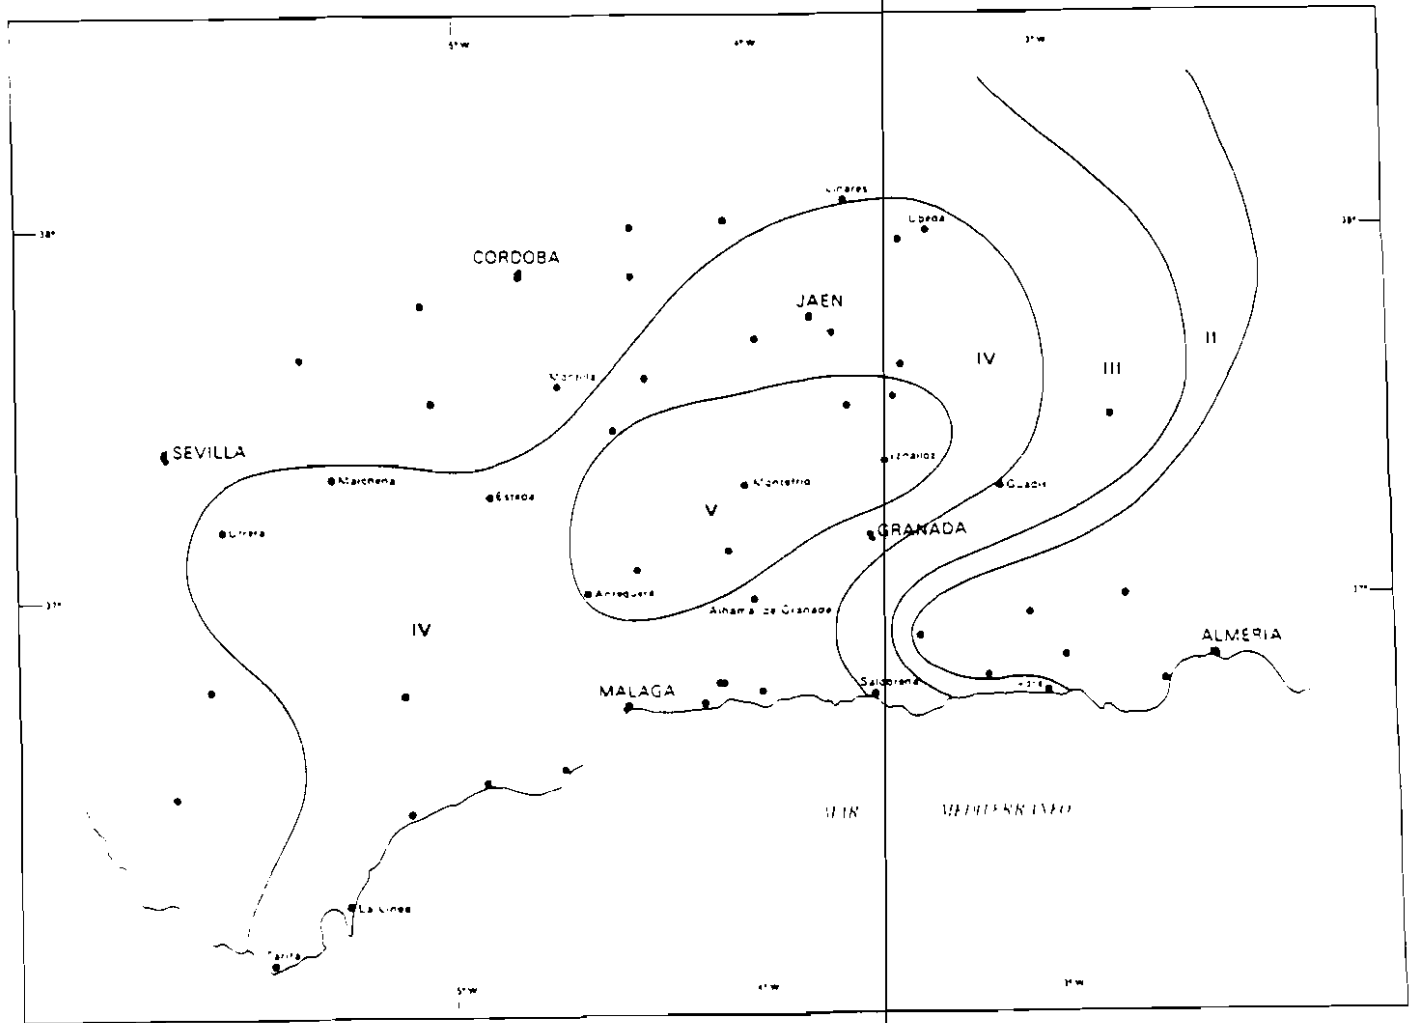 5°W 4°W 3°W
Linares
Ubeda
38° 38°
CORDOBA
JAEN
II
IV
III
Montilla
SEVILLA
Marchena
Iznalloz
Montefrio
Guadix
Estepa
V
GRANADA
Utrera
Antequera
37° 37°
Alhama de Granada
IV
ALMERIA
Salobreña
MALAGA
MAR MEDITERRANEO
La Linea
Tarifa
5°W 4°W 3°W